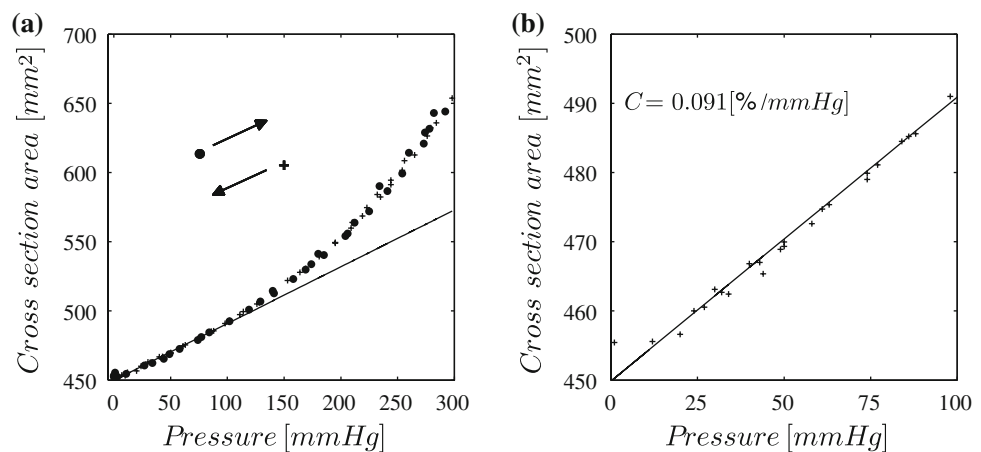 (a)
Cross section area [mm²]
700
650
600
550
500
450
0 50 100 150 200 250 300
Pressure [mmHg]
(b)
Cross section area [mm²]
500
490
480
470
460
450
C = 0.091[%/mmHg]
0 25 50 75 100
Pressure [mmHg]